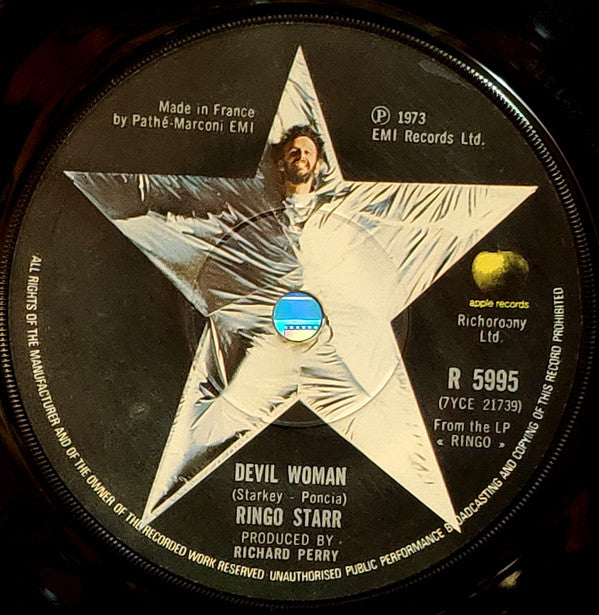 Made in France
by Pathé-Marconi EMI
Ⓟ 1973
EMI Records Ltd.
apple records
Richoroony
Ltd.
R 5995
(7YCE 21739)
From the LP
« RINGO »
DEVIL WOMAN
(Starkey - Poncia)
RINGO STARR
PRODUCED BY -
RICHARD PERRY
ALL RIGHTS OF THE MANUFACTURER AND OF THE OWNER OF THE RECORDED WORK RESERVED UNAUTHORISED PUBLIC PERFORMANCE BROADCASTING AND COPYING OF THIS RECORD PROHIBITED